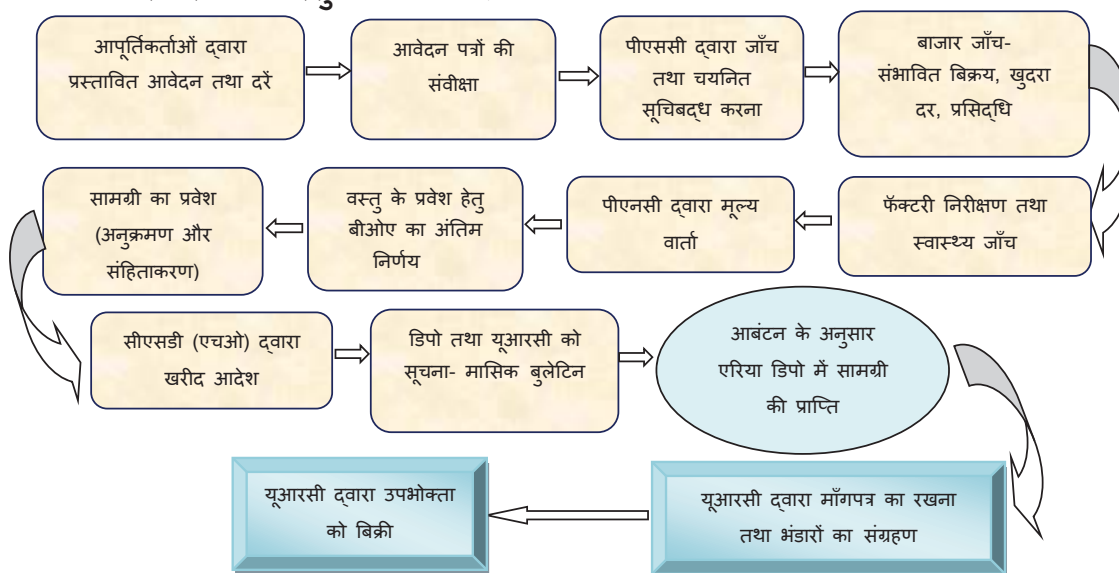 आपूर्तिकर्ताओं द्वारा
प्रस्तावित आवेदन तथा दरें
आवेदन पत्रों की
संवीक्षा
पीएससी द्वारा जाँच
तथा चयनित
सूचिबद्ध करना
बाजार जाँच-
संभावित बिक्रय, खुदरा
दर, प्रसिद्धि
फॅक्टरी निरीक्षण तथा
स्वास्थ्य जाँच
पीएनसी द्वारा मूल्य
वार्ता
वस्तु के प्रवेश हेतु
बीओए का अंतिम
निर्णय
सामग्री का प्रवेश
(अनुक्रमण और
संहिताकरण)
सीएसडी (एचओ) द्वारा
खरीद आदेश
डिपो तथा यूआरसी को
सूचना- मासिक बुलेटिन
आबंटन के अनुसार
एरिया डिपो में सामग्री
की प्राप्ति
यूआरसी द्वारा माँगपत्र का रखना
तथा भंडारों का संग्रहण
यूआरसी द्वारा उपभोक्ता
को बिक्री